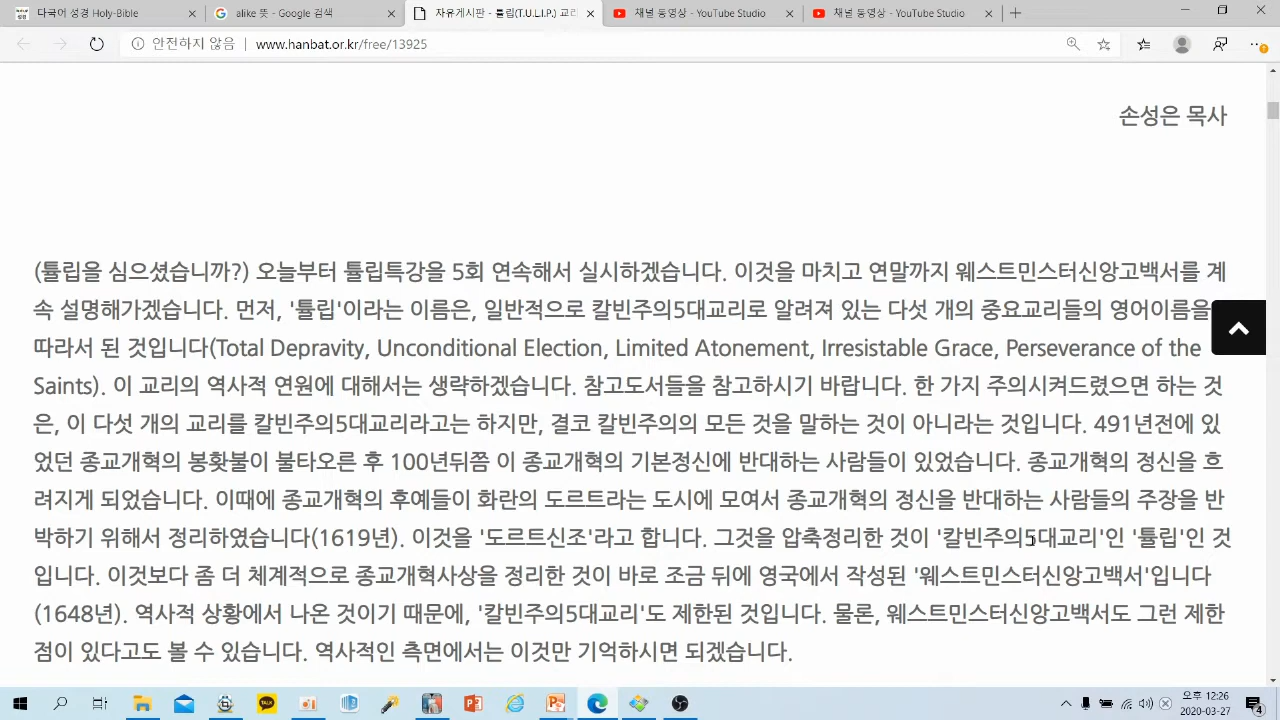 다국어 성경 Holy-Bible
alike 뜻 - Google 검색
자유게시판 - 튤립(T.U.L.I.P.) 교리
채널 동영상 - YouTube Studio
채널 동영상 - YouTube Studio
안전하지 않음
www.hanbat.or.kr/free/13925
손성은 목사
(튤립을 심으셨습니까?) 오늘부터 튤립특강을 5회 연속해서 실시하겠습니다. 이것을 마치고 연말까지 웨스트민스터신앙고백서를 계
속 설명해가겠습니다. 먼저, '튤립'이라는 이름은, 일반적으로 칼빈주의5대교리로 알려져 있는 다섯 개의 중요교리들의 영어이름을
따라서 된 것입니다(Total Depravity, Unconditional Election, Limited Atonement, Irresistable Grace, Perseverance of the
Saints). 이 교리의 역사적 연원에 대해서는 생략하겠습니다. 참고도서들을 참고하시기 바랍니다. 한 가지 주의시켜드렸으면 하는 것
은, 이 다섯 개의 교리를 칼빈주의5대교리라고는 하지만, 결코 칼빈주의의 모든 것을 말하는 것이 아니라는 것입니다. 491년전에 있
었던 종교개혁의 봉홧불이 불타오른 후 100년뒤쯤 이 종교개혁의 기본정신에 반대하는 사람들이 있었습니다. 종교개혁의 정신을 흐
려지게 되었습니다. 이때에 종교개혁의 후예들이 화란의 도르트라는 도시에 모여서 종교개혁의 정신을 반대하는 사람들의 주장을 반
박하기 위해서 정리하였습니다(1619년). 이것을 '도르트신조'라고 합니다. 그것을 압축정리한 것이 '칼빈주의5대교리'인 '튤립'인 것
입니다. 이것보다 좀 더 체계적으로 종교개혁사상을 정리한 것이 바로 조금 뒤에 영국에서 작성된 '웨스트민스터신앙고백서'입니다
(1648년). 역사적 상황에서 나온 것이기 때문에, '칼빈주의5대교리'도 제한된 것입니다. 물론, 웨스트민스터신앙고백서도 그런 제한
점이 있다고도 볼 수 있습니다. 역사적인 측면에서는 이것만 기억하시면 되겠습니다.
TALK
오후 12:26
2020-03-27
4